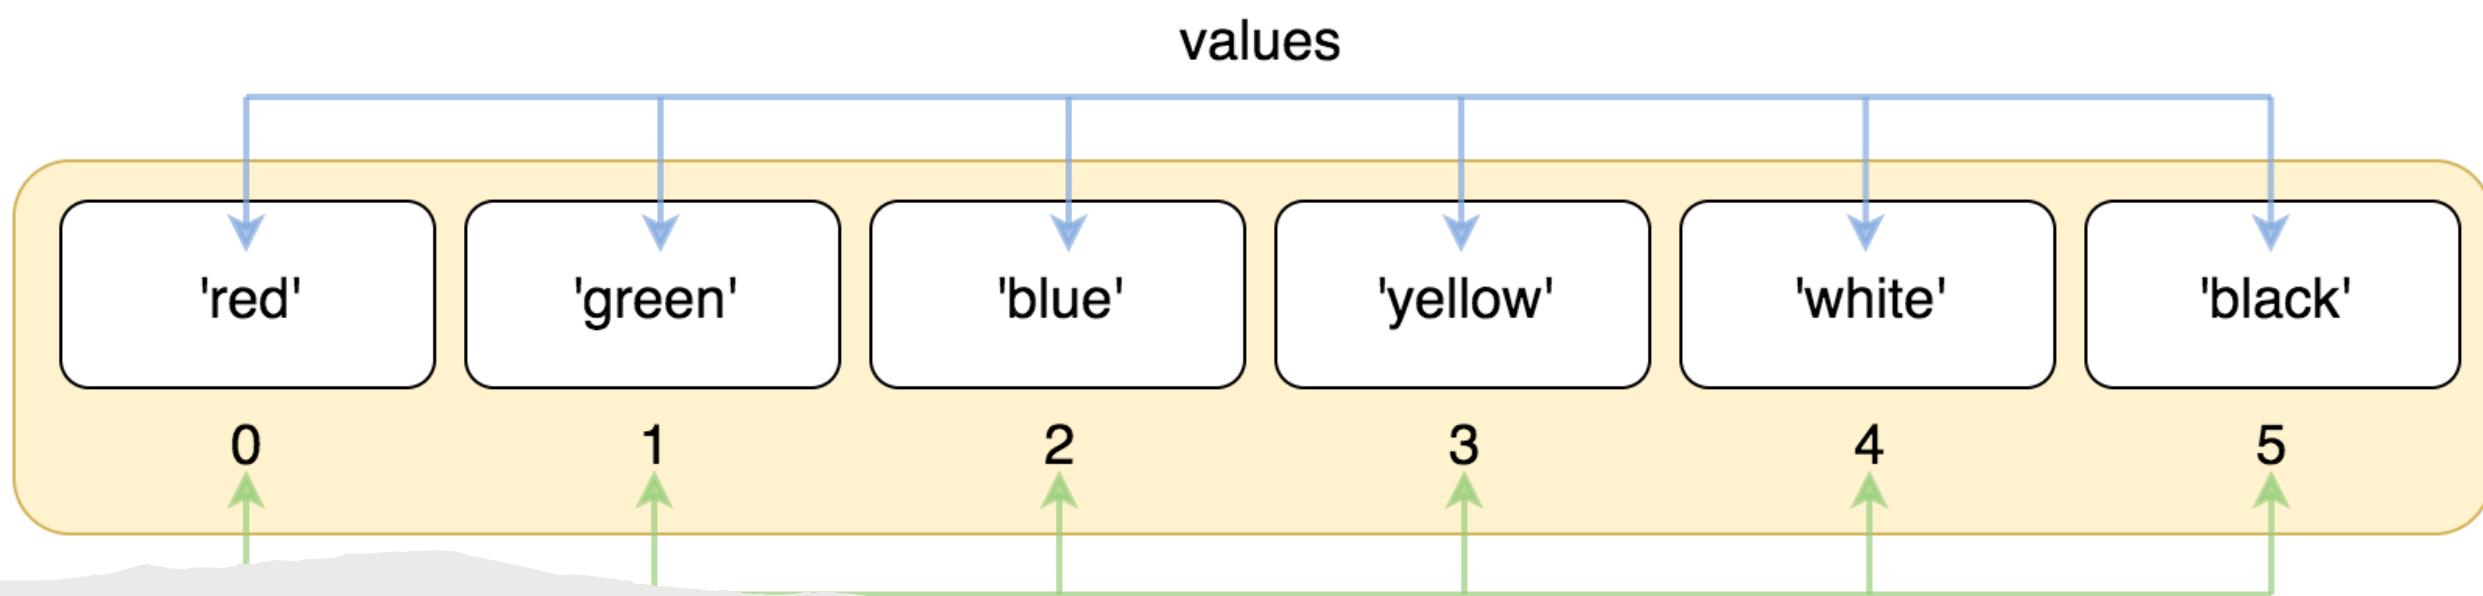 values
'red' 'green' 'blue' 'yellow' 'white' 'black'
0 1 2 3 4 5